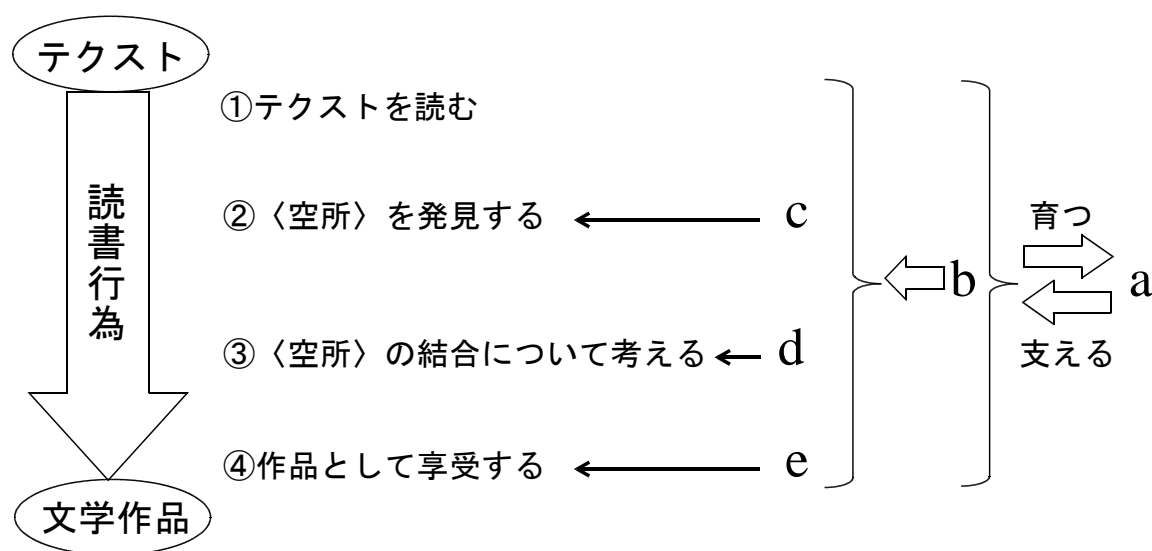 テクスト
①テクストを読む
読書行為
②〈空所〉を発見する
c
育つ
b
a
③〈空所〉の結合について考える
d
支える
④作品として享受する
e
文学作品